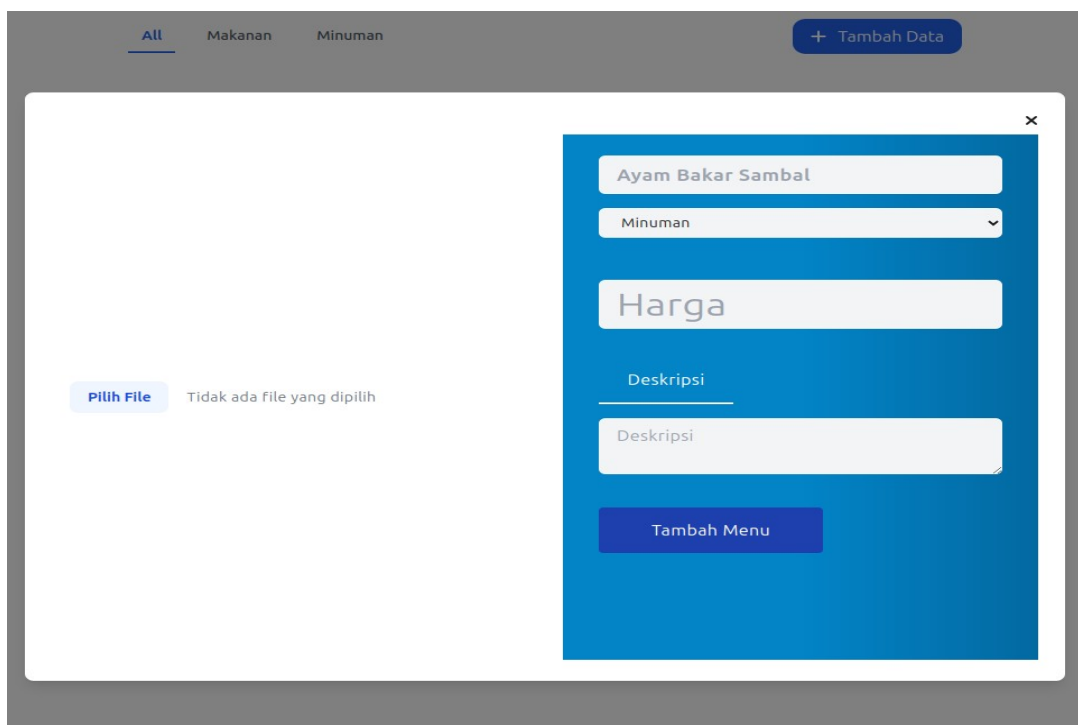 All Makanan Minuman + Tambah Data
×
Ayam Bakar Sambal
Minuman
Harga
Pilih File Tidak ada file yang dipilih
Deskripsi
Deskripsi
Tambah Menu